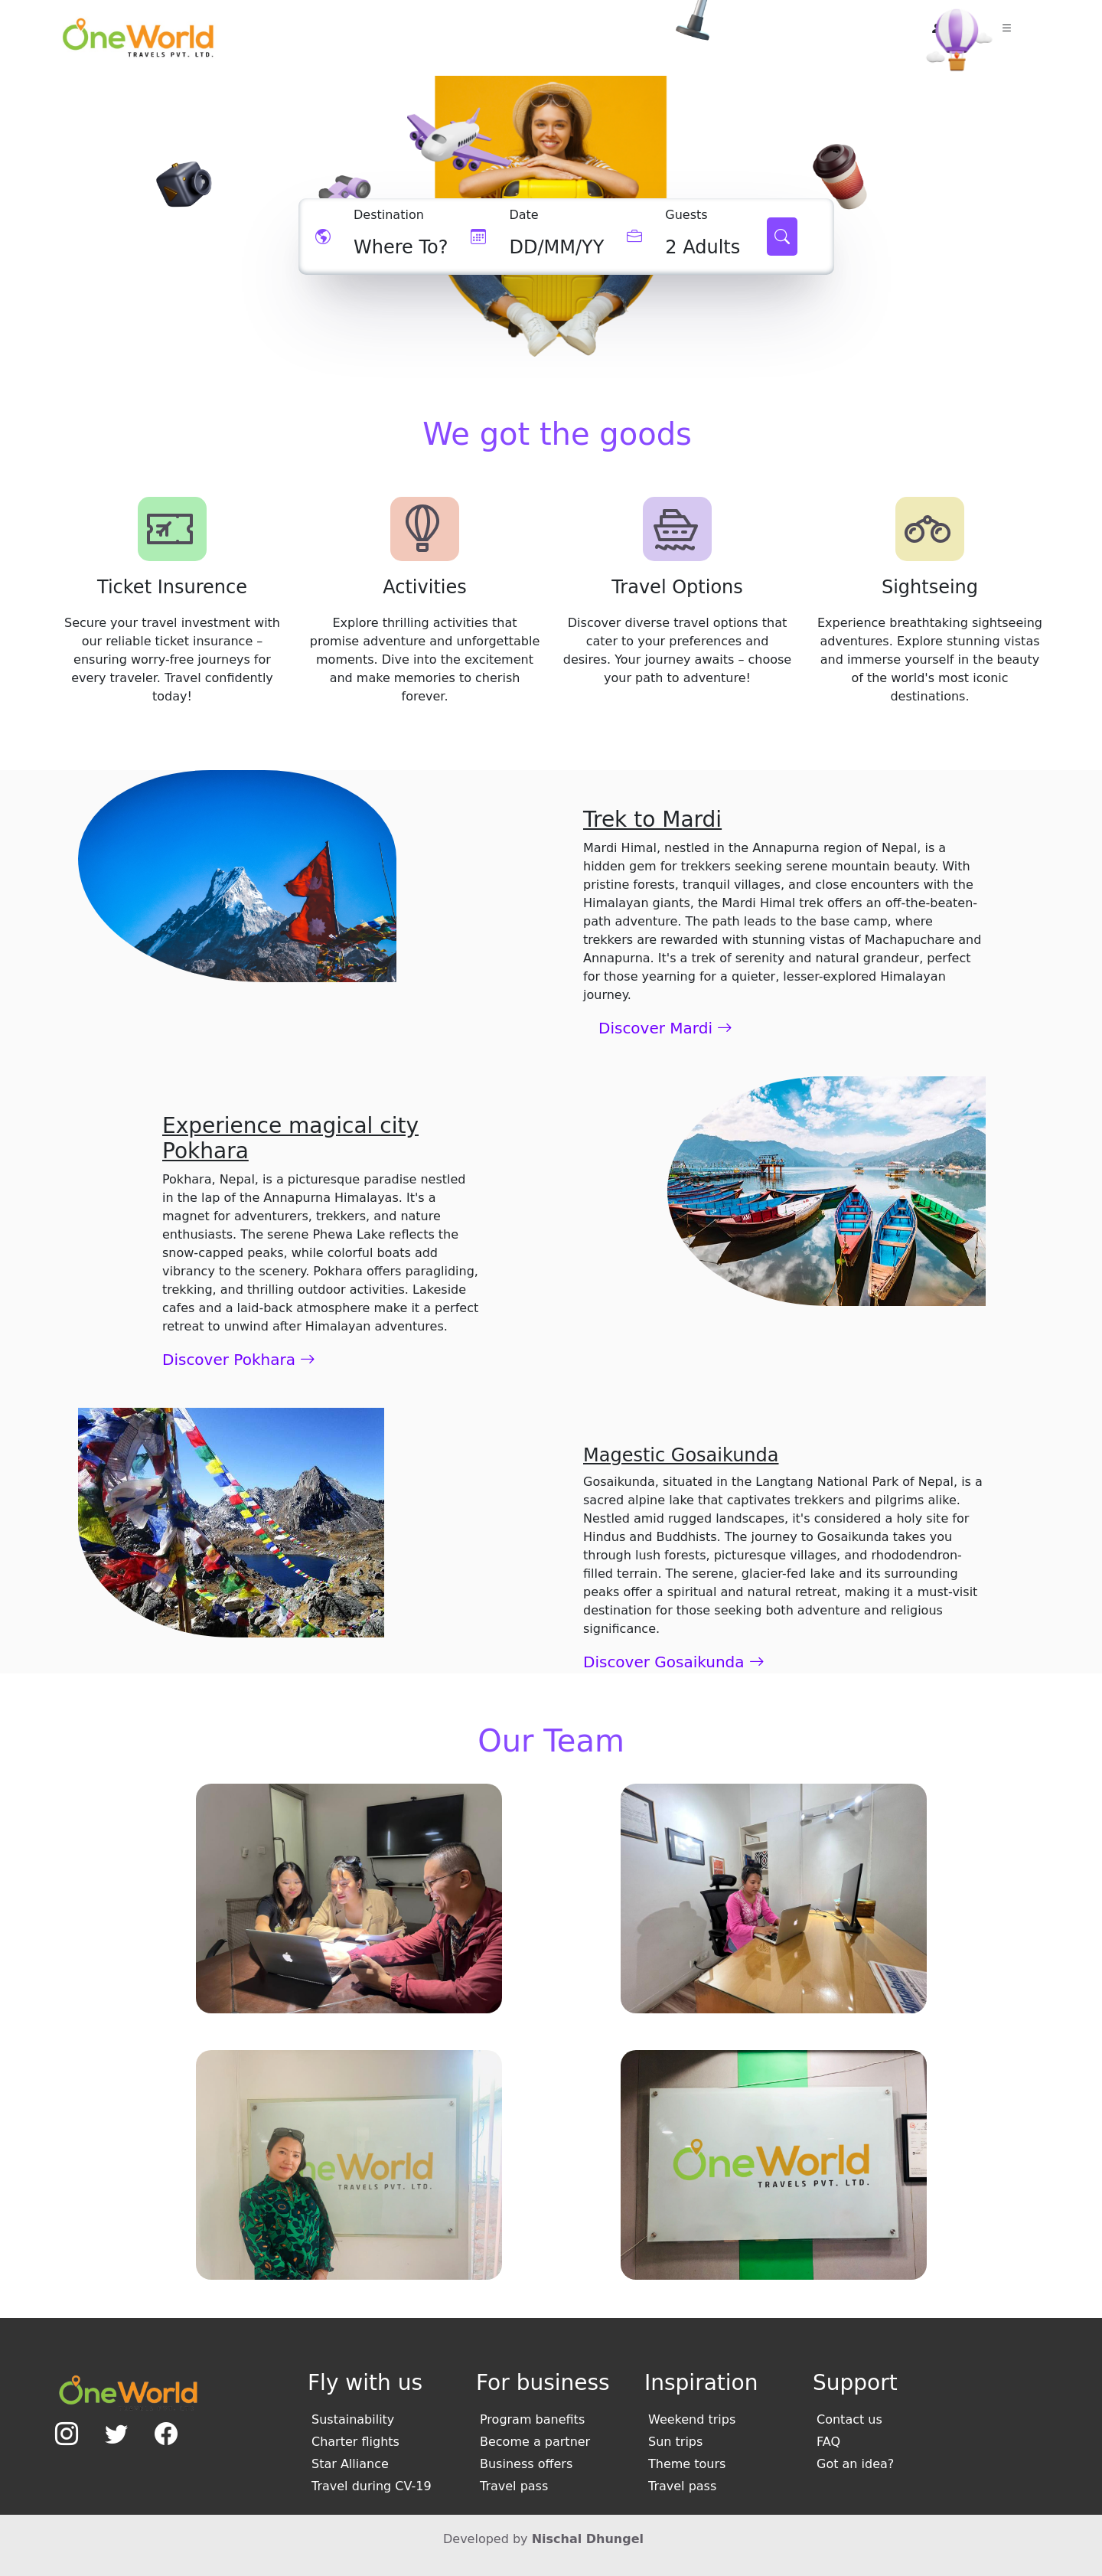 OneWorld
TRAVELS PVT. LTD.
Destination
Where To?
Date
DD/MM/YY
Guests
2 Adults
We got the goods
Ticket Insurence
Secure your travel investment with
our reliable ticket insurance –
ensuring worry-free journeys for
every traveler. Travel confidently
today!
Activities
Explore thrilling activities that
promise adventure and unforgettable
moments. Dive into the excitement
and make memories to cherish
forever.
Travel Options
Discover diverse travel options that
cater to your preferences and
desires. Your journey awaits – choose
your path to adventure!
Sightseing
Experience breathtaking sightseeing
adventures. Explore stunning vistas
and immerse yourself in the beauty
of the world's most iconic
destinations.
Trek to Mardi
Mardi Himal, nestled in the Annapurna region of Nepal, is a
hidden gem for trekkers seeking serene mountain beauty. With
pristine forests, tranquil villages, and close encounters with the
Himalayan giants, the Mardi Himal trek offers an off-the-beaten-
path adventure. The path leads to the base camp, where
trekkers are rewarded with stunning vistas of Machapuchare and
Annapurna. It's a trek of serenity and natural grandeur, perfect
for those yearning for a quieter, lesser-explored Himalayan
journey.
Discover Mardi →
Experience magical city
Pokhara
Pokhara, Nepal, is a picturesque paradise nestled
in the lap of the Annapurna Himalayas. It's a
magnet for adventurers, trekkers, and nature
enthusiasts. The serene Phewa Lake reflects the
snow-capped peaks, while colorful boats add
vibrancy to the scenery. Pokhara offers paragliding,
trekking, and thrilling outdoor activities. Lakeside
cafes and a laid-back atmosphere make it a perfect
retreat to unwind after Himalayan adventures.
Discover Pokhara →
Magestic Gosaikunda
Gosaikunda, situated in the Langtang National Park of Nepal, is a
sacred alpine lake that captivates trekkers and pilgrims alike.
Nestled amid rugged landscapes, it's considered a holy site for
Hindus and Buddhists. The journey to Gosaikunda takes you
through lush forests, picturesque villages, and rhododendron-
filled terrain. The serene, glacier-fed lake and its surrounding
peaks offer a spiritual and natural retreat, making it a must-visit
destination for those seeking both adventure and religious
significance.
Discover Gosaikunda →
Our Team
neWorld
TRAVELS PVT. LTD.
OneWorld
TRAVELS PVT. LTD.
OneWorld
Fly with us
Sustainability
Charter flights
Star Alliance
Travel during CV-19
For business
Program banefits
Become a partner
Business offers
Travel pass
Inspiration
Weekend trips
Sun trips
Theme tours
Travel pass
Support
Contact us
FAQ
Got an idea?
Developed by Nischal Dhungel